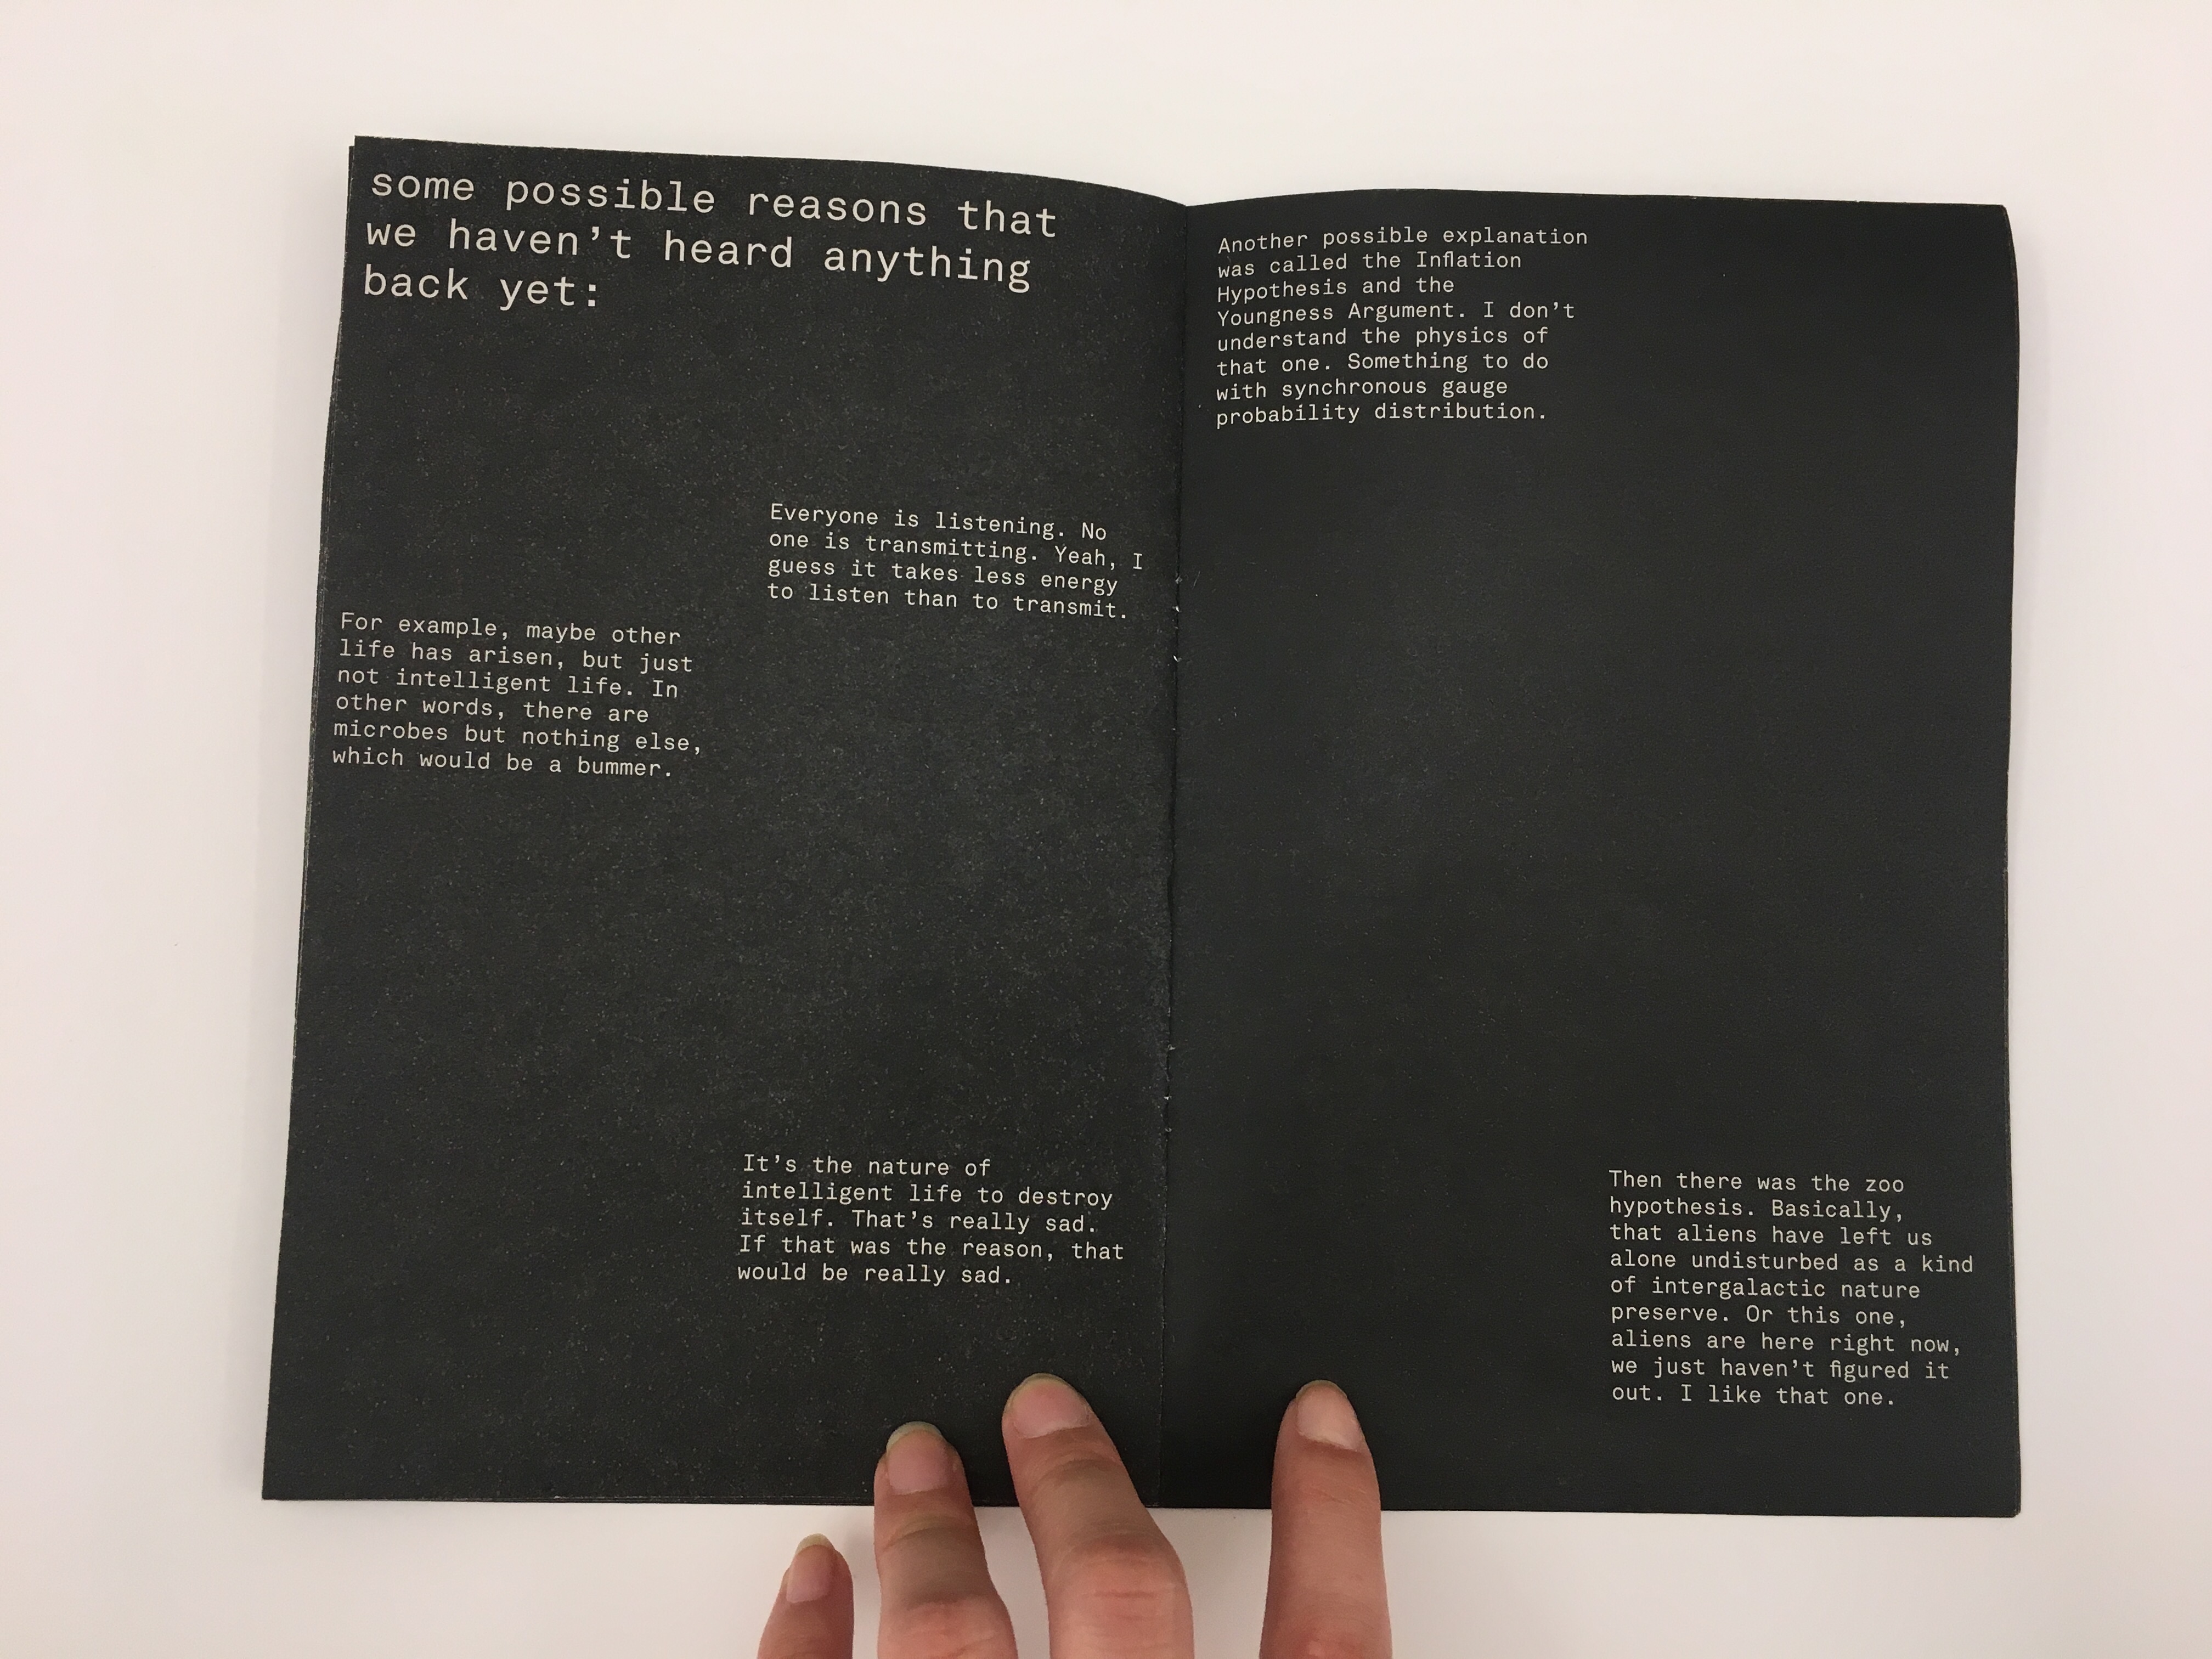 some possible reasons that
we haven’t heard anything
back yet:
Everyone is listening. No
one is transmitting. Yeah, I
guess it takes less energy
to listen than to transmit.
For example, maybe other
life has arisen, but just
not intelligent life. In
other words, there are
microbes but nothing else,
which would be a bummer.
It’s the nature of
intelligent life to destroy
itself. That’s really sad.
If that was the reason, that
would be really sad.
Another possible explanation
was called the Inflation
Hypothesis and the
Youngness Argument. I don’t
understand the physics of
that one. Something to do
with synchronous gauge
probability distribution.
Then there was the zoo
hypothesis. Basically,
that aliens have left us
alone undisturbed as a kind
of intergalactic nature
preserve. Or this one,
aliens are here right now,
we just haven’t figured it
out. I like that one.